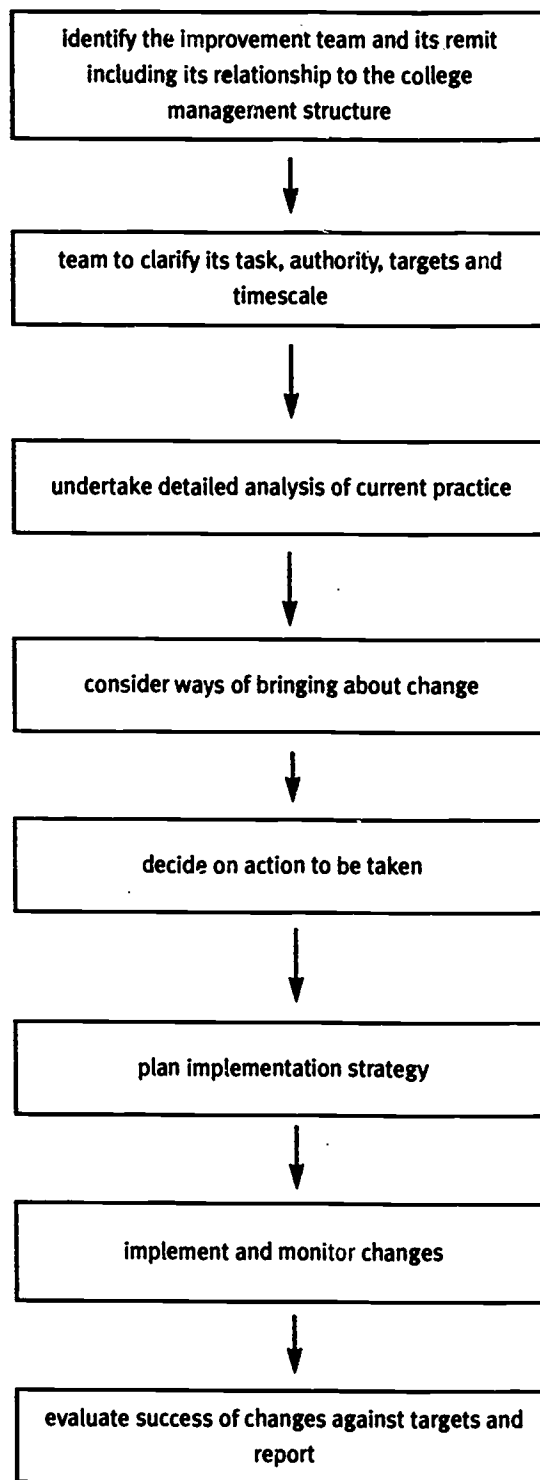 identify the improvement team and its remit
including its relationship to the college
management structure
team to clarify its task, authority, targets and
timescale
undertake detailed analysis of current practice
consider ways of bringing about change
decide on action to be taken
plan implementation strategy
implement and monitor changes
evaluate success of changes against targets and
report